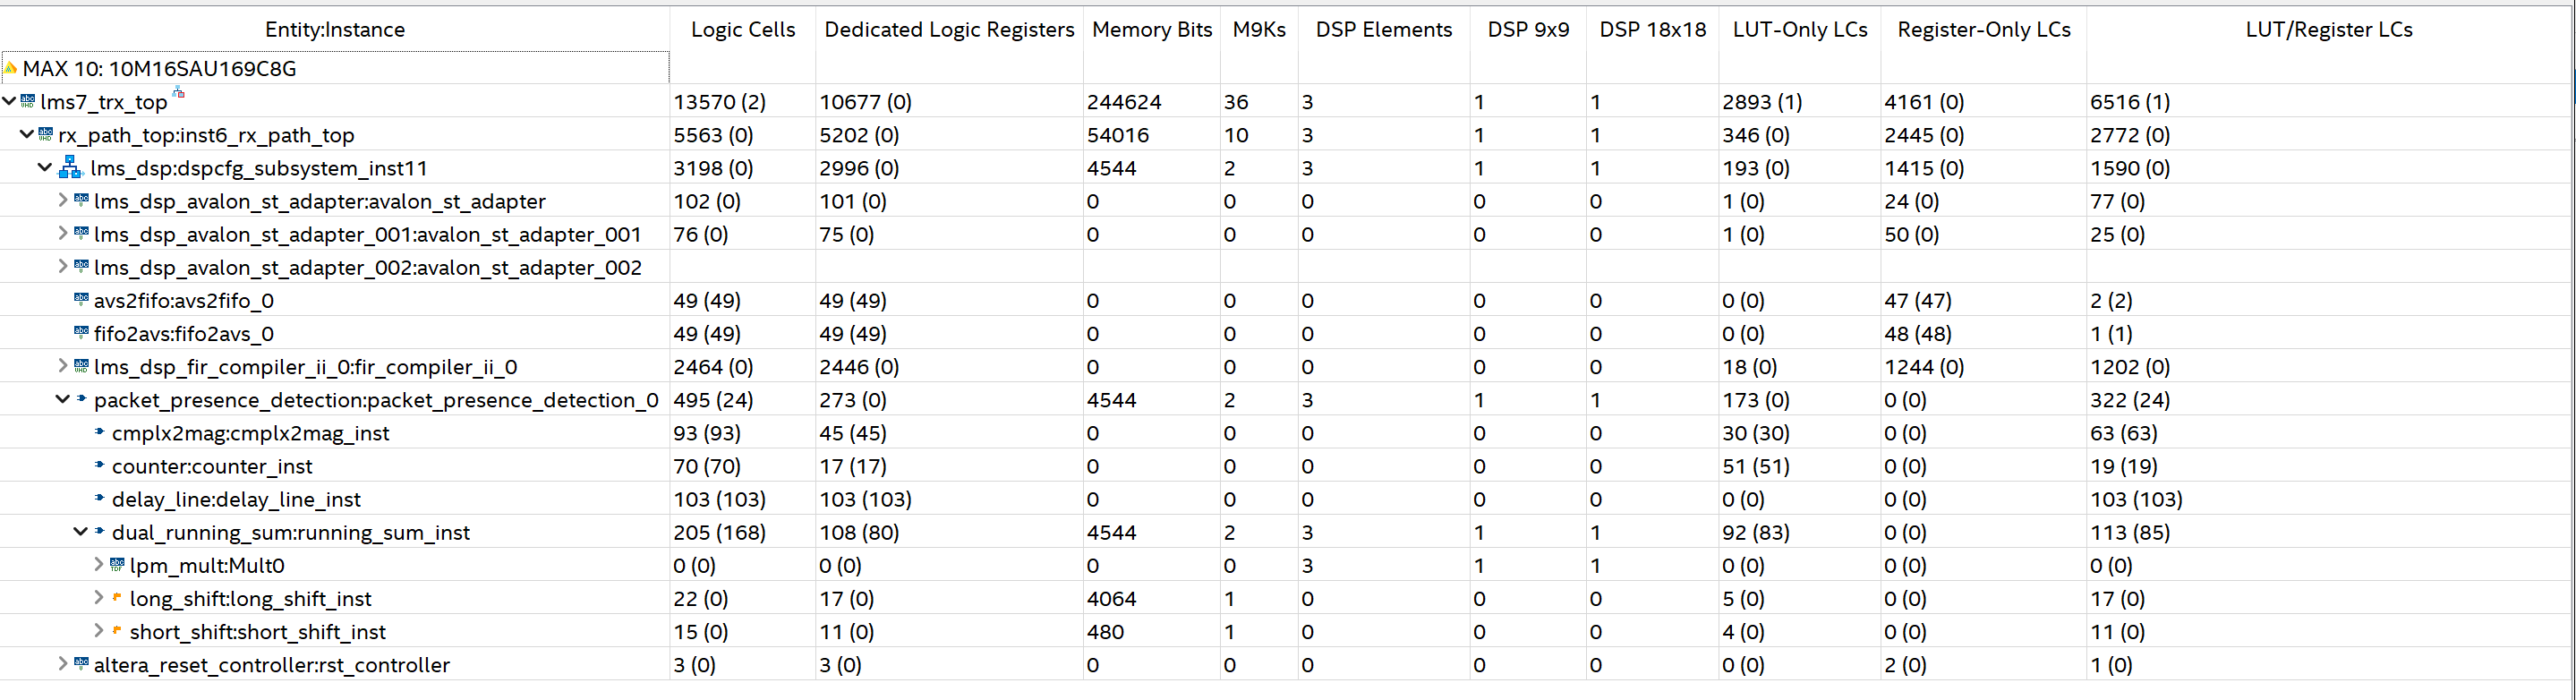 Entity:Instance Logic Cells Dedicated Logic Registers Memory Bits M9Ks DSP Elements DSP 9x9 DSP 18x18 LUT-Only LCs Register-Only LCs LUT/Register LCs
MAX 10: 10M16SAU169C8G
lms7_trx_top 13570 (2) 10677 (0) 244624 36 3 1 1 2893 (1) 4161 (0) 6516 (1)
rx_path_top:inst6_rx_path_top 5563 (0) 5202 (0) 54016 10 3 1 1 346 (0) 2445 (0) 2772 (0)
lms_dsp:dspcfg_subsystem_inst11 3198 (0) 2996 (0) 4544 2 3 1 1 193 (0) 1415 (0) 1590 (0)
lms_dsp_avalon_st_adapter:avalon_st_adapter 102 (0) 101 (0) 0 0 0 0 0 1 (0) 24 (0) 77 (0)
lms_dsp_avalon_st_adapter_001:avalon_st_adapter_001 76 (0) 75 (0) 0 0 0 0 0 1 (0) 50 (0) 25 (0)
lms_dsp_avalon_st_adapter_002:avalon_st_adapter_002
avs2fifo:avs2fifo_0 49 (49) 49 (49) 0 0 0 0 0 0 (0) 47 (47) 2 (2)
fifo2avs:fifo2avs_0 49 (49) 49 (49) 0 0 0 0 0 0 (0) 48 (48) 1 (1)
lms_dsp_fir_compiler_ii_0:fir_compiler_ii_0 2464 (0) 2446 (0) 0 0 0 0 0 18 (0) 1244 (0) 1202 (0)
packet_presence_detection:packet_presence_detection_0 495 (24) 273 (0) 4544 2 3 1 1 173 (0) 0 (0) 322 (24)
cmplx2mag:cmplx2mag_inst 93 (93) 45 (45) 0 0 0 0 0 30 (30) 0 (0) 63 (63)
counter:counter_inst 70 (70) 17 (17) 0 0 0 0 0 51 (51) 0 (0) 19 (19)
delay_line:delay_line_inst 103 (103) 103 (103) 0 0 0 0 0 0 (0) 0 (0) 103 (103)
dual_running_sum:running_sum_inst 205 (168) 108 (80) 4544 2 3 1 1 92 (83) 0 (0) 113 (85)
lpm_mult:Mult0 0 (0) 0 (0) 0 0 3 1 1 0 (0) 0 (0) 0 (0)
long_shift:long_shift_inst 22 (0) 17 (0) 4064 1 0 0 0 5 (0) 0 (0) 17 (0)
short_shift:short_shift_inst 15 (0) 11 (0) 480 1 0 0 0 4 (0) 0 (0) 11 (0)
altera_reset_controller:rst_controller 3 (0) 3 (0) 0 0 0 0 0 0 (0) 2 (0) 1 (0)